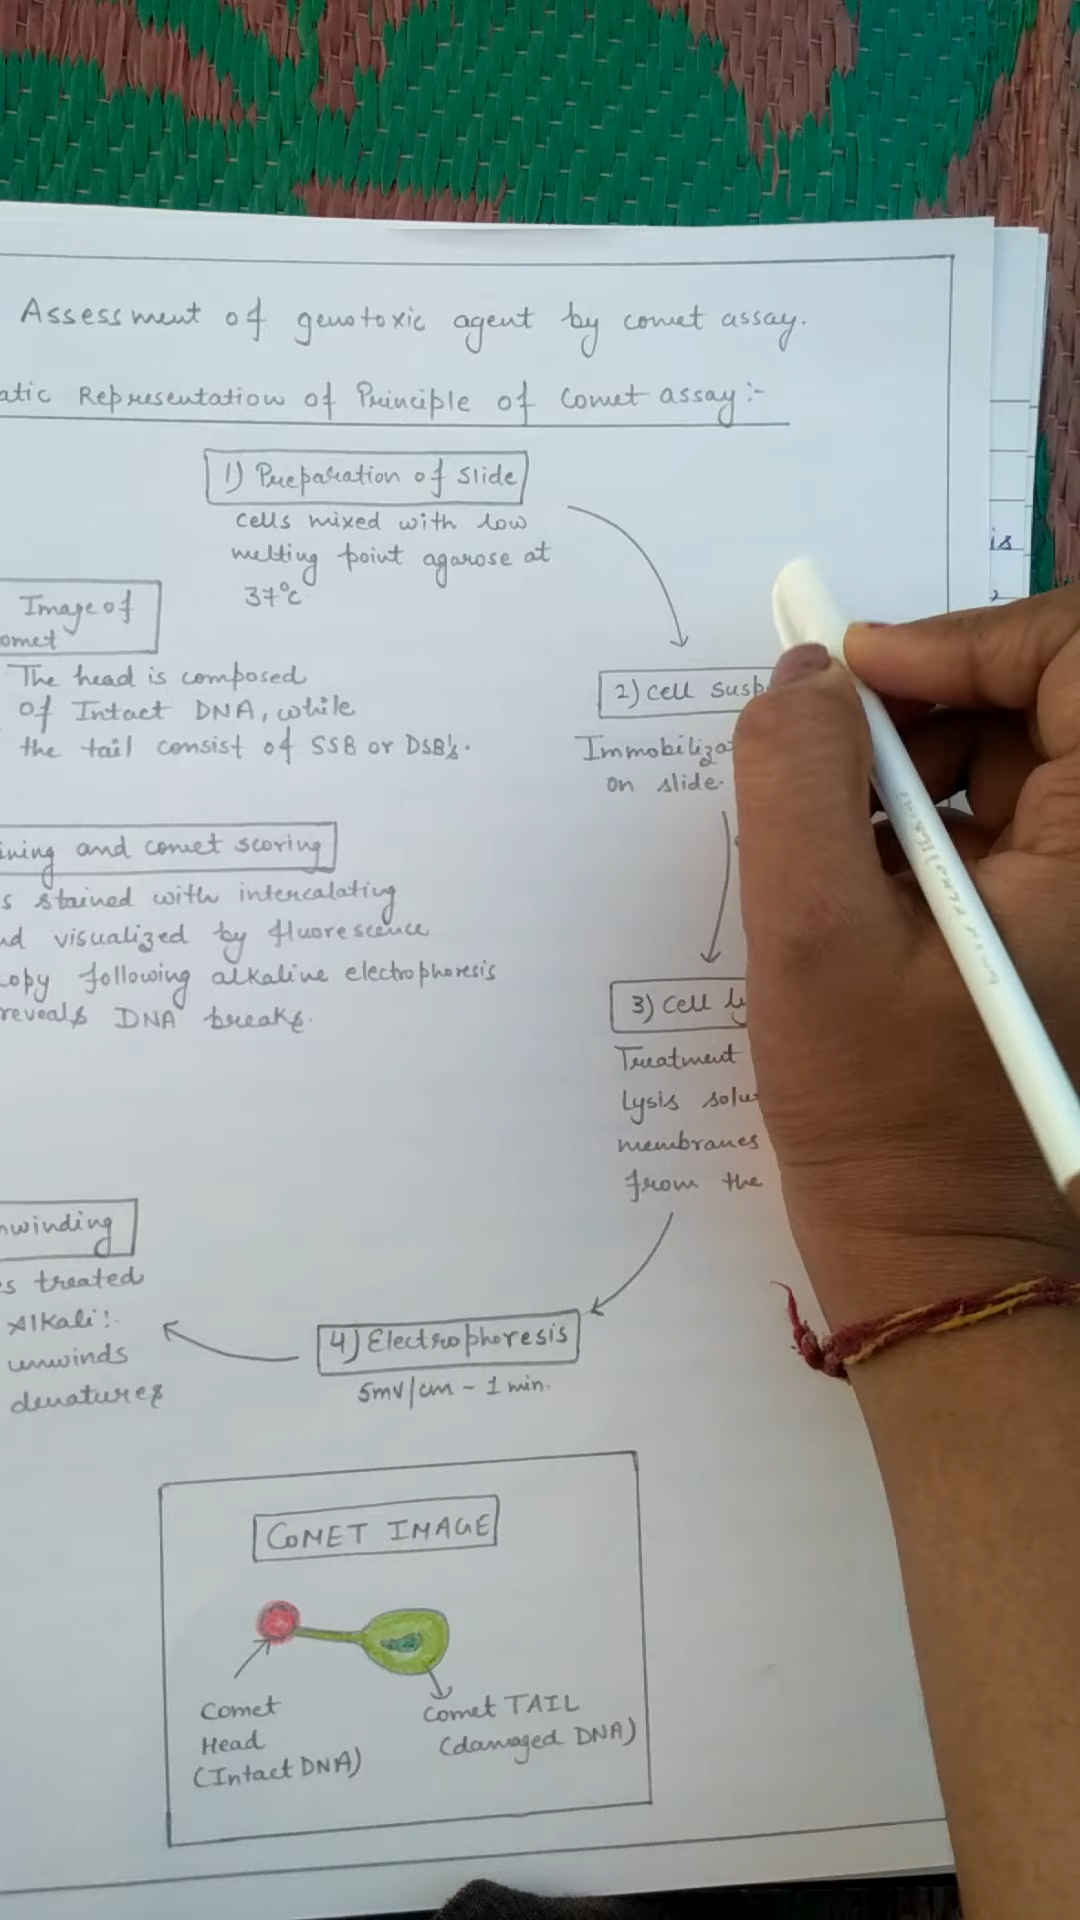 Assessment of genotoxic agent by comet assay.
atic Representation of Principle of Comet assay:-
1) Preparation of slide
cells mixed with low
melting point agarose at
37°c
Image of
omet
The head is composed
of Intact DNA, while
the tail consist of SSB or DSB's.
2) cell susp
Immobiliza
on slide.
ining and comet scoring
s stained with intercalating
nd visualized by fluorescence
copy following alkaline electrophoresis
reveals DNA breaks.
3) cell ly
Treatment
lysis solu
membranes
from the
nwinding
es treated
Alkali!
unwinds
denatures
4) Electrophoresis
5mv/cm - 1 min.
COMET IMAGE
Comet
Head
(Intact DNA)
Comet TAIL
(damaged DNA)
is